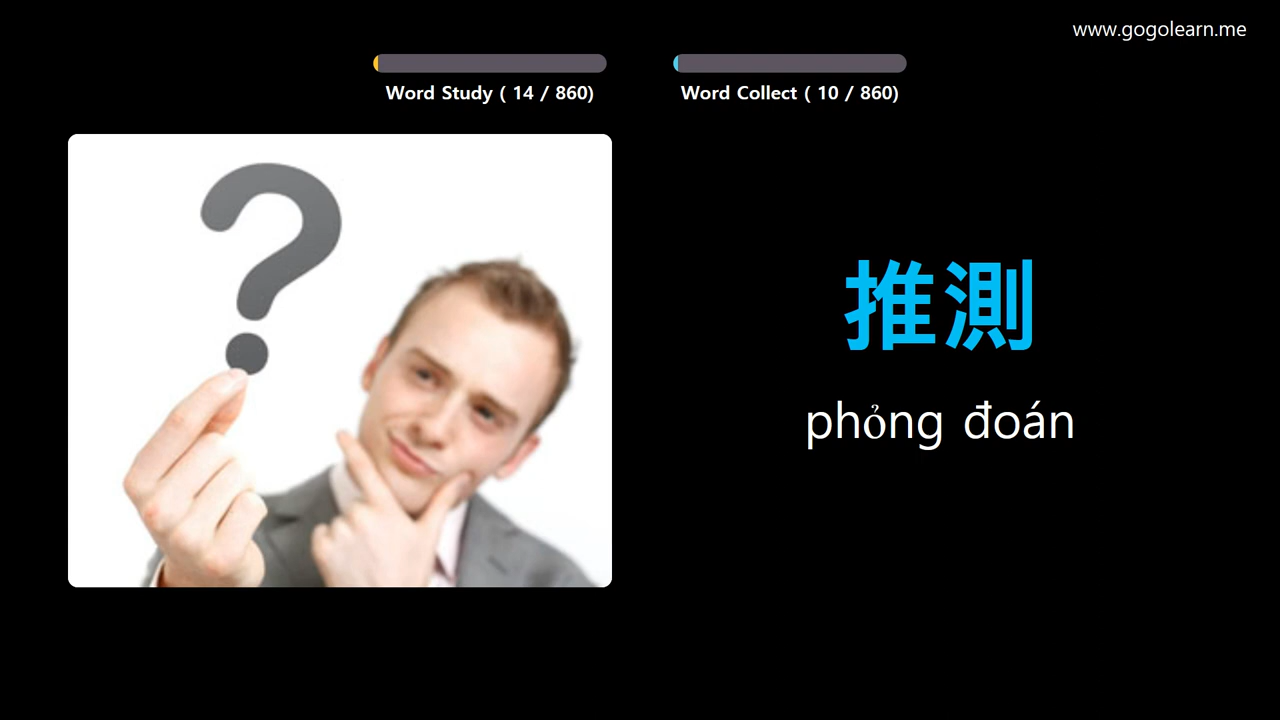 www.gogolearn.me
Word Study ( 14 / 860)
Word Collect ( 10 / 860)
?
推測
phỏng đoán